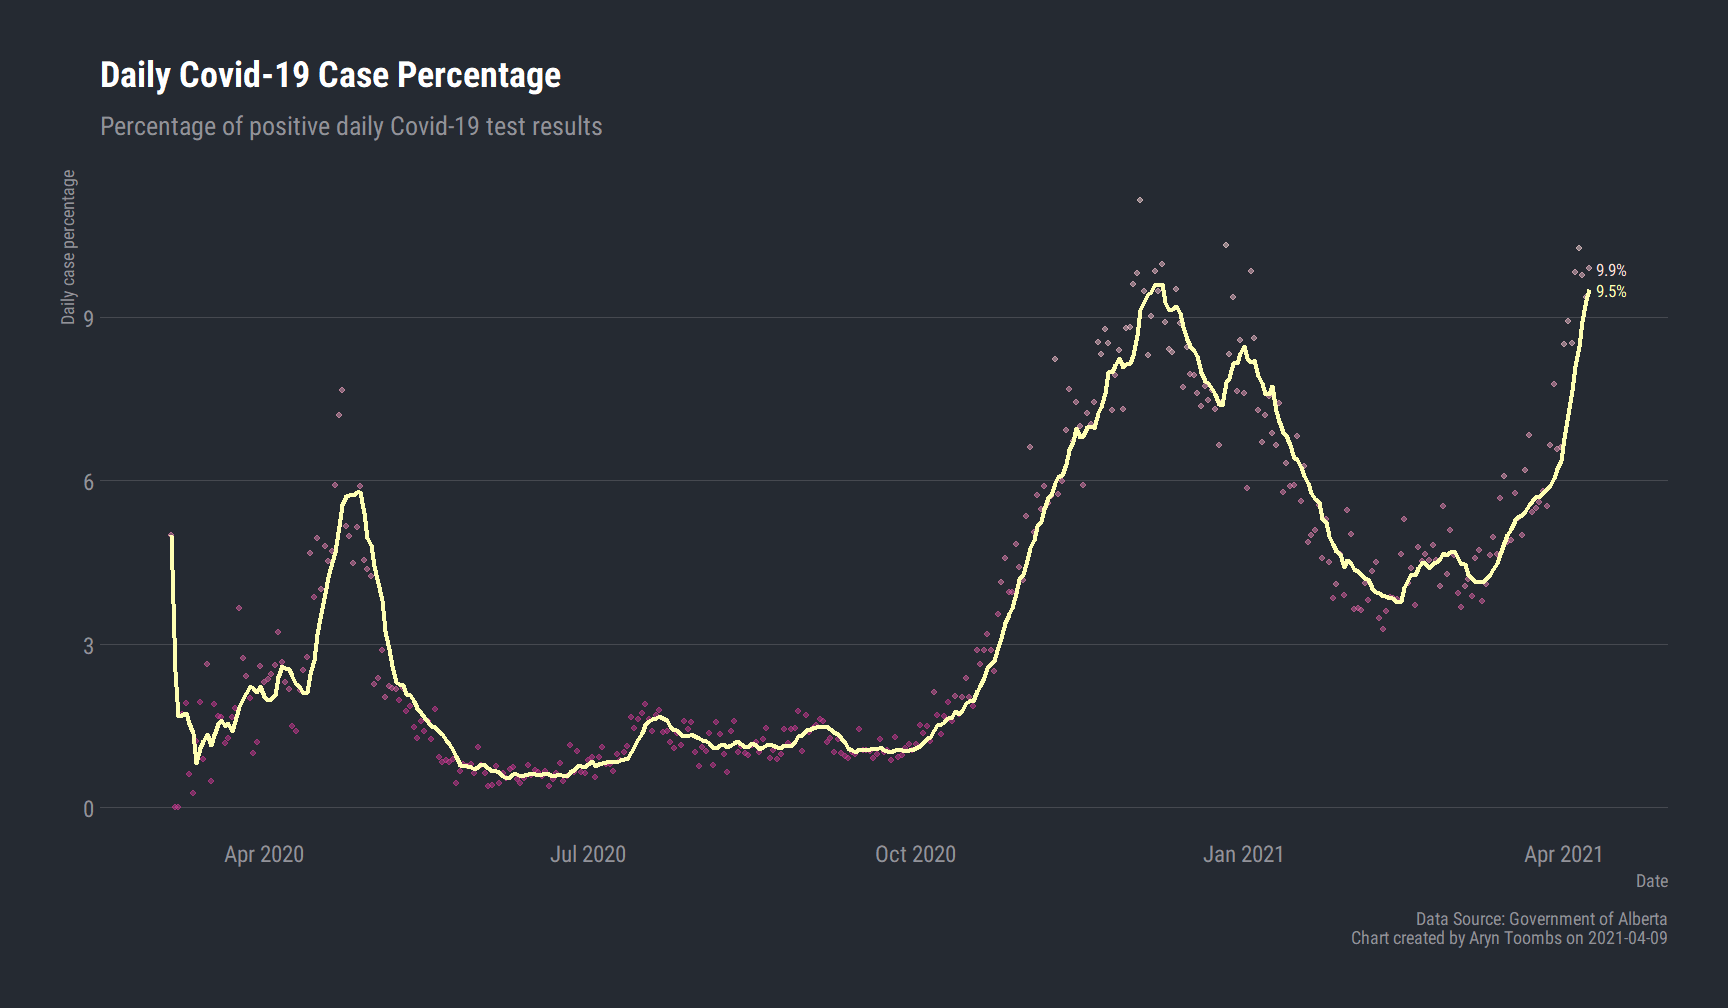 Daily Covid-19 Case Percentage
Percentage of positive daily Covid-19 test results
Daily case percentage
9
6
3
0
9.9%
9.5%
Apr 2020
Jul 2020
Oct 2020
Jan 2021
Apr 2021
Date
Data Source: Government of Alberta
Chart created by Aryn Toombs on 2021-04-09